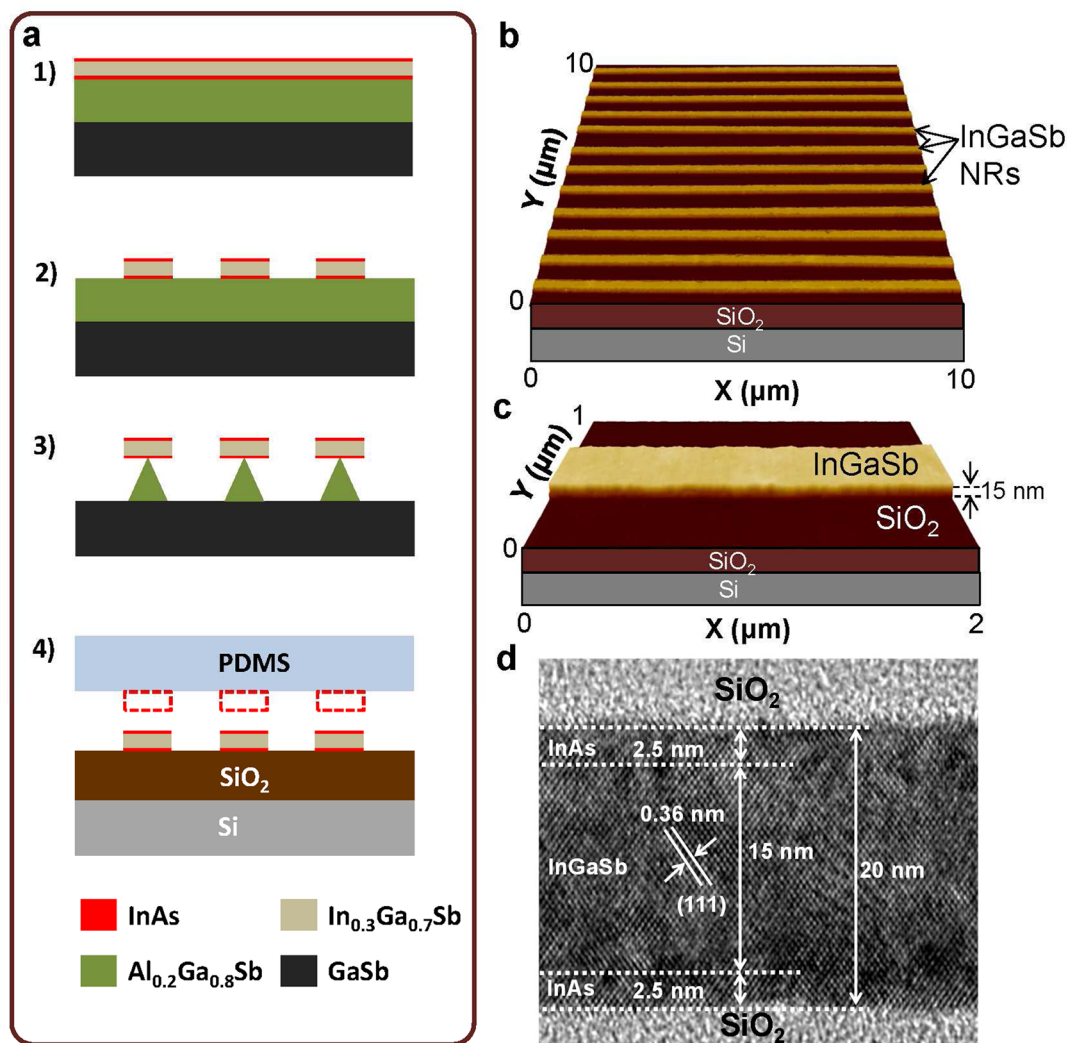 a
1)
2)
3)
4)
PDMS
SiO₂
Si
InAs
In₀.₃Ga₀.₇Sb
Al₀.₂Ga₀.₈Sb
GaSb
b
10
Y (µm)
0
InGaSb
NRs
SiO₂
Si
0
10
X (µm)
c
1
Y (µm)
0
InGaSb
15 nm
SiO₂
SiO₂
Si
0
2
X (µm)
d
SiO₂
InAs
2.5 nm
0.36 nm
InGaSb
15 nm
20 nm
(111)
InAs
2.5 nm
SiO₂